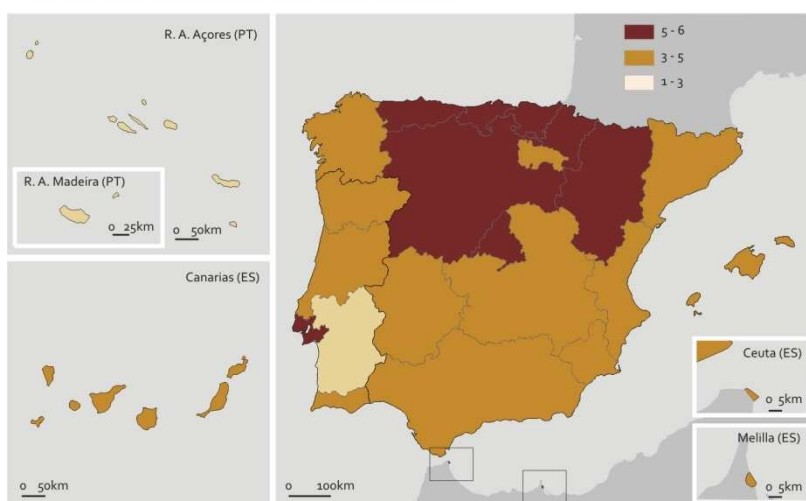 R. A. Açores (PT)
R. A. Madeira (PT)
0 25km
0 50km
Canarias (ES)
0 50km
5 - 6
3 - 5
1 - 3
0 100km
Ceuta (ES)
0 5km
Melilla (ES)
0 5km